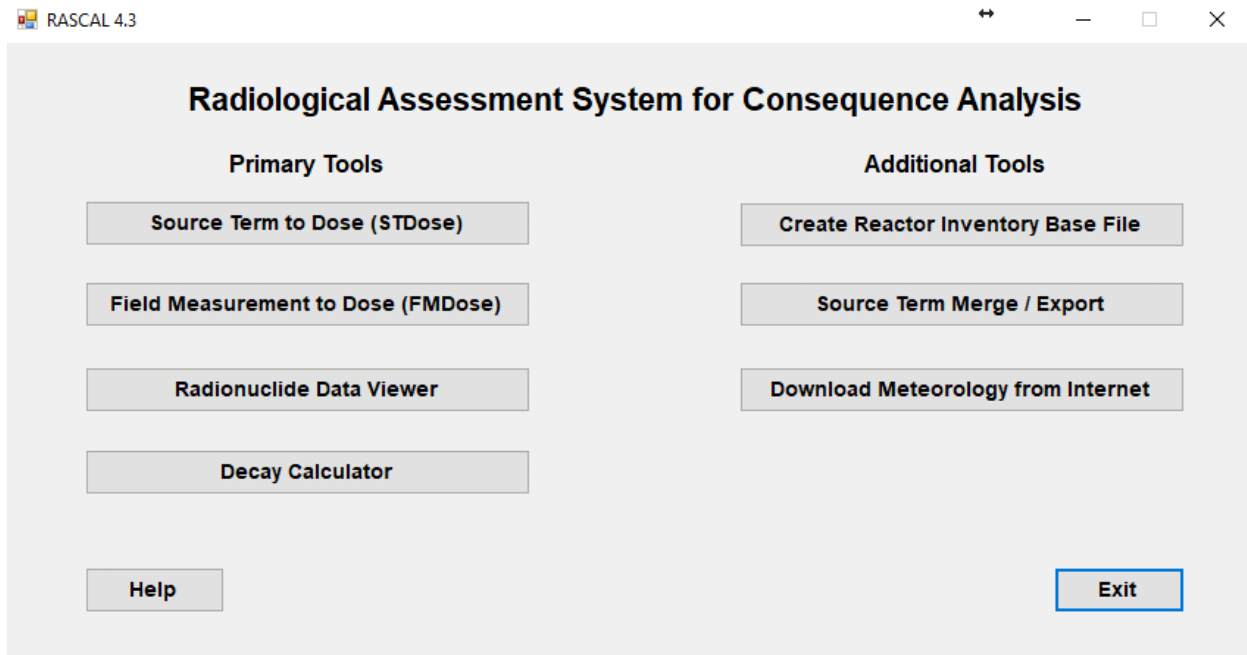 RASCAL 4.3
Radiological Assessment System for Consequence Analysis
Primary Tools
Source Term to Dose (STDose)
Field Measurement to Dose (FMDose)
Radionuclide Data Viewer
Decay Calculator
Additional Tools
Create Reactor Inventory Base File
Source Term Merge / Export
Download Meteorology from Internet
Help
Exit